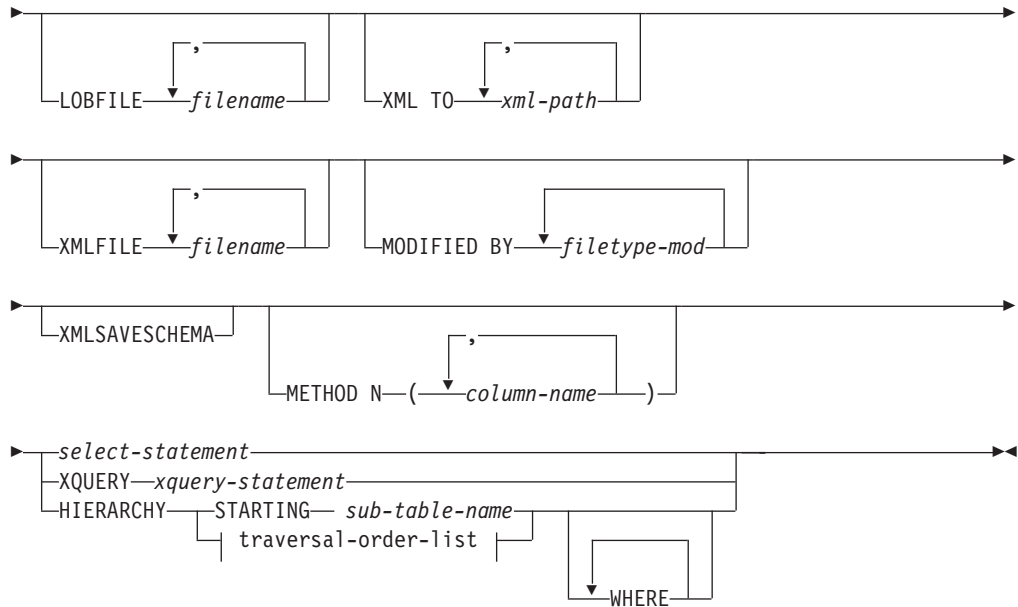 , ,
LOBFILE filename XML TO xml-path
, 
XMLFILE filename MODIFIED BY filetype-mod
XMLSAVESCHEMA ,
METHOD N ( column-name )
select-statement
XQUERY xquery-statement
HIERARCHY STARTING sub-table-name
traversal-order-list
WHERE